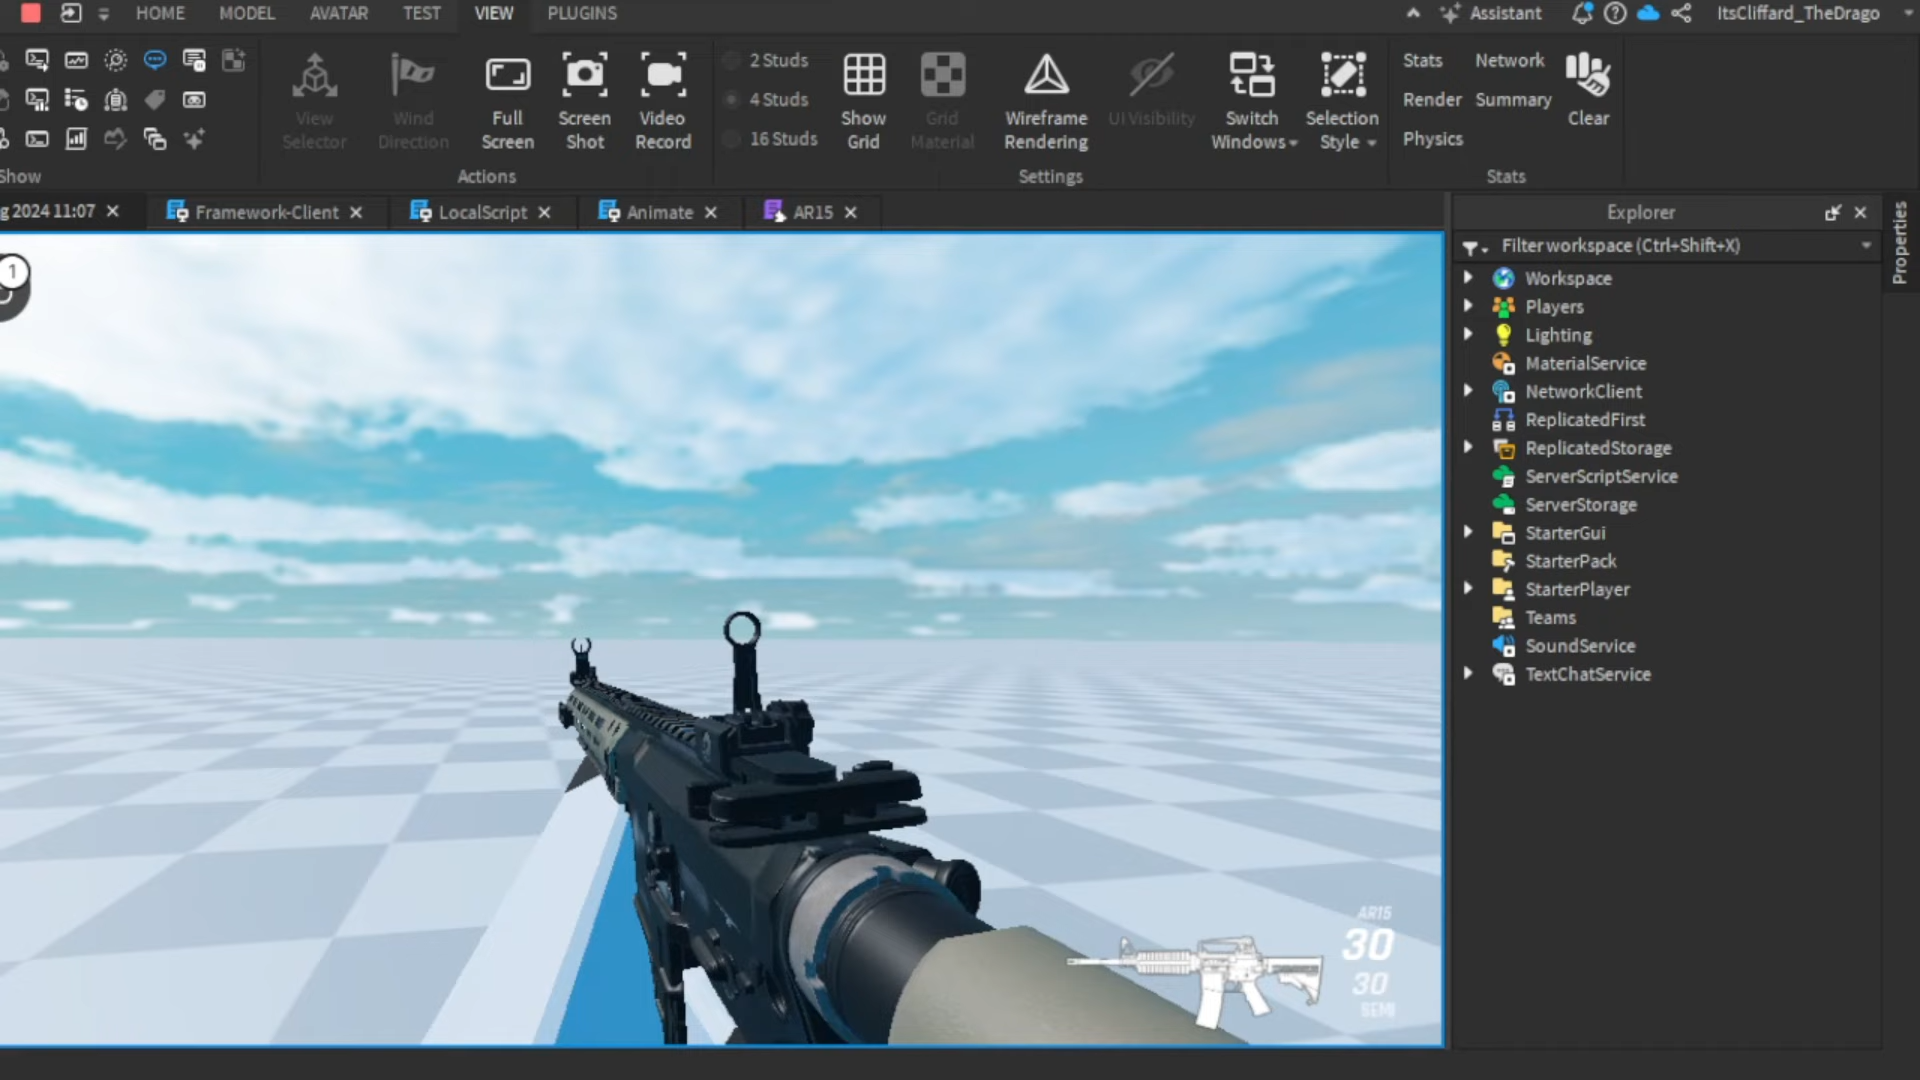 HOME MODEL AVATAR TEST VIEW PLUGINS Assistant ItsCliffard_TheDrago
View Selector
Wind Direction
Full Screen
Screen Shot
Video Record
2 Studs
4 Studs
16 Studs
Show Grid
Grid Material
Wireframe Rendering
UI Visibility
Switch Windows
Selection Style
Stats Network
Render Summary
Physics
Clear
Show Actions Settings Stats
g 2024 11:07 Framework-Client LocalScript Animate AR15
Explorer
Properties
Filter workspace (Ctrl+Shift+X)
1
Workspace
Players
Lighting
MaterialService
NetworkClient
ReplicatedFirst
ReplicatedStorage
ServerScriptService
ServerStorage
StarterGui
StarterPack
StarterPlayer
Teams
SoundService
TextChatService
AR15
30
30
SEMI